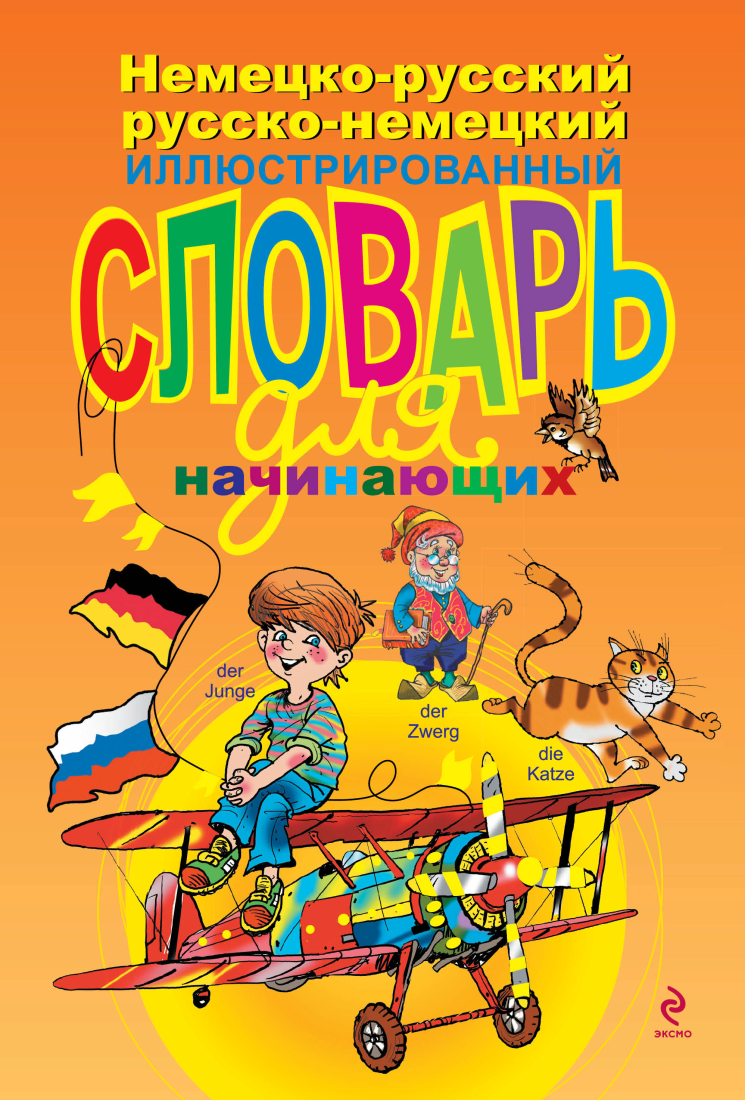 Немецко-русский
русско-немецкий
ИЛЛЮСТРИРОВАННЫЙ
СЛОВАРЬ
для
начинающих
der
Junge
der
Zwerg
die
Katze
ЭКСМО